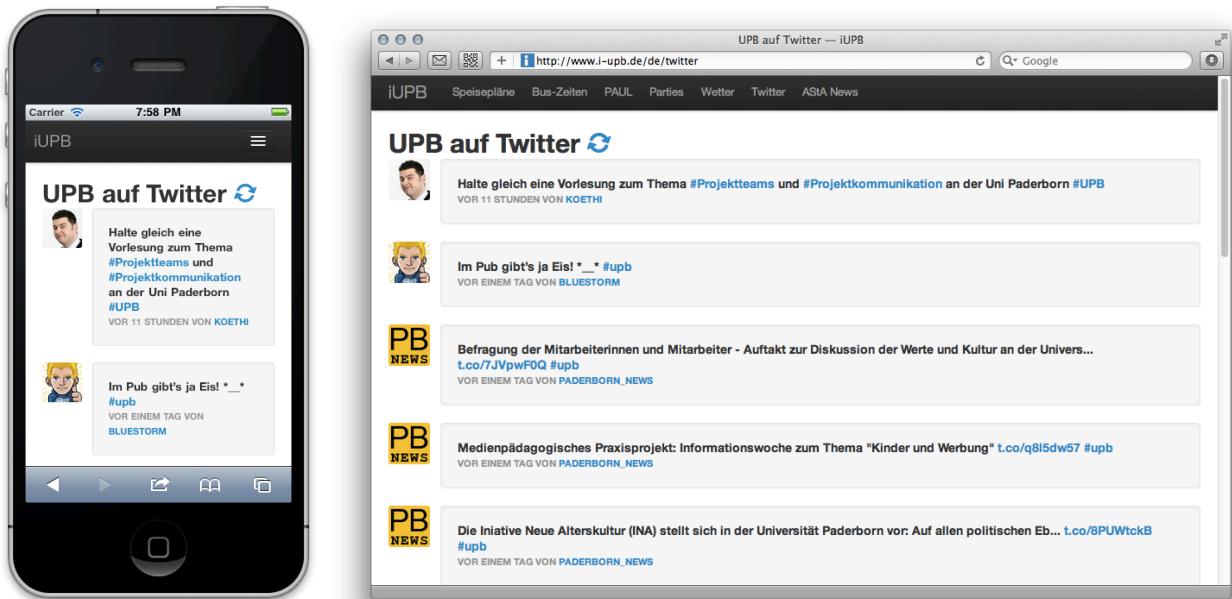 Carrier 7:58 PM
iUPB
UPB auf Twitter
Halte gleich eine
Vorlesung zum Thema
#Projektteams und
#Projektkommunikation
an der Uni Paderborn
#UPB
VOR 11 STUNDEN VON KOETHI
Im Pub gibt's ja Eis! *__*
#upb
VOR EINEM TAG VON
BLUESTORM
UPB auf Twitter — iUPB
http://www.i-upb.de/de/twitter
Google
iUPB Speisepläne Bus-Zeiten PAUL Parties Wetter Twitter AStA News
UPB auf Twitter
Halte gleich eine Vorlesung zum Thema #Projektteams und #Projektkommunikation an der Uni Paderborn #UPB
VOR 11 STUNDEN VON KOETHI
Im Pub gibt's ja Eis! *__* #upb
VOR EINEM TAG VON BLUESTORM
PB
NEWS
Befragung der Mitarbeiterinnen und Mitarbeiter - Auftakt zur Diskussion der Werte und Kultur an der Univers...
t.co/7JVpwF0Q #upb
VOR EINEM TAG VON PADERBORN_NEWS
PB
NEWS
Medienpädagogisches Praxisprojekt: Informationswoche zum Thema "Kinder und Werbung" t.co/q8I5dw57 #upb
VOR EINEM TAG VON PADERBORN_NEWS
PB
NEWS
Die Iniative Neue Alterskultur (INA) stellt sich in der Universität Paderborn vor: Auf allen politischen Eb... t.co/8PUWtckB
#upb
VOR EINEM TAG VON PADERBORN_NEWS